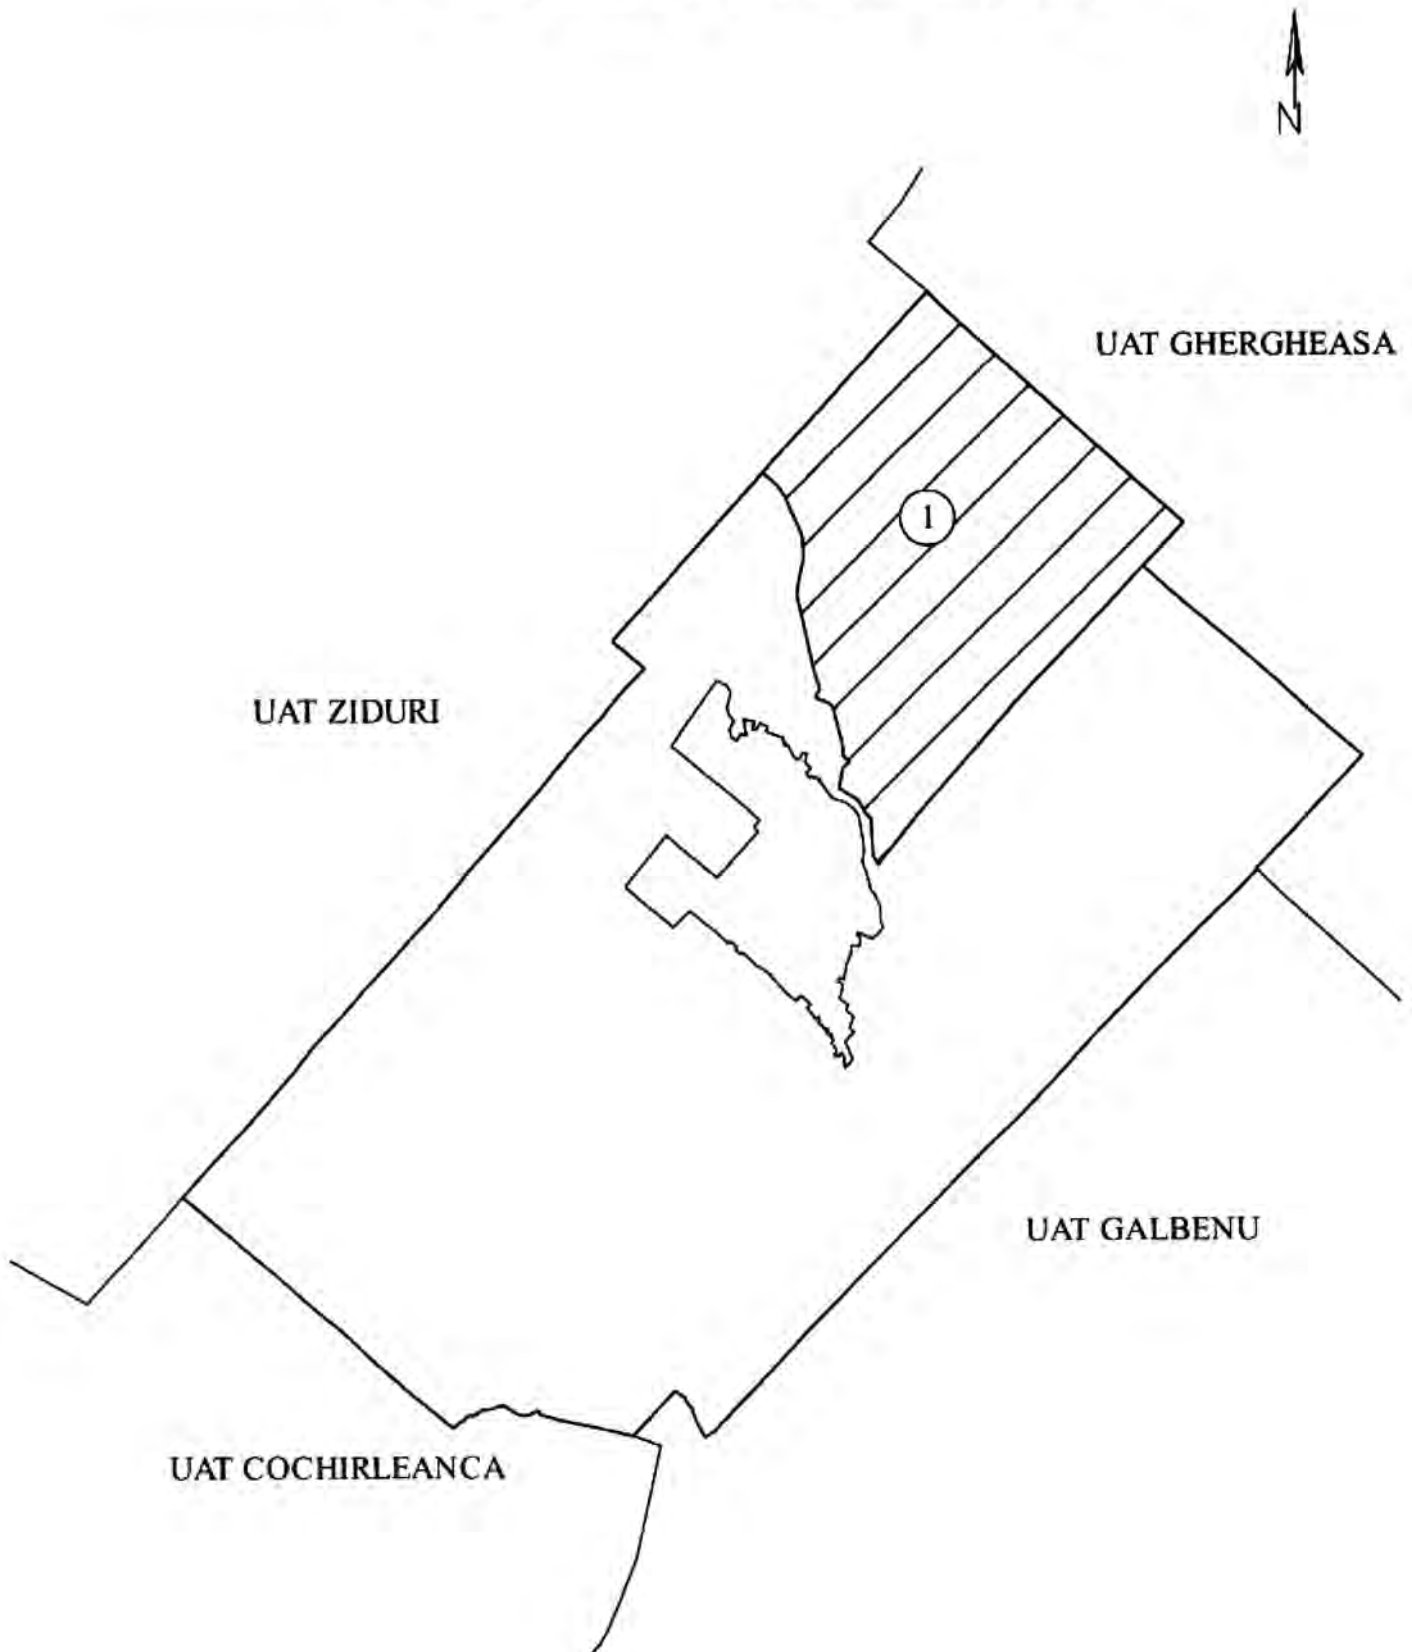 N
UAT GHERGHEASA
1
UAT ZIDURI
UAT GALBENU
UAT COCHIRLEANCA